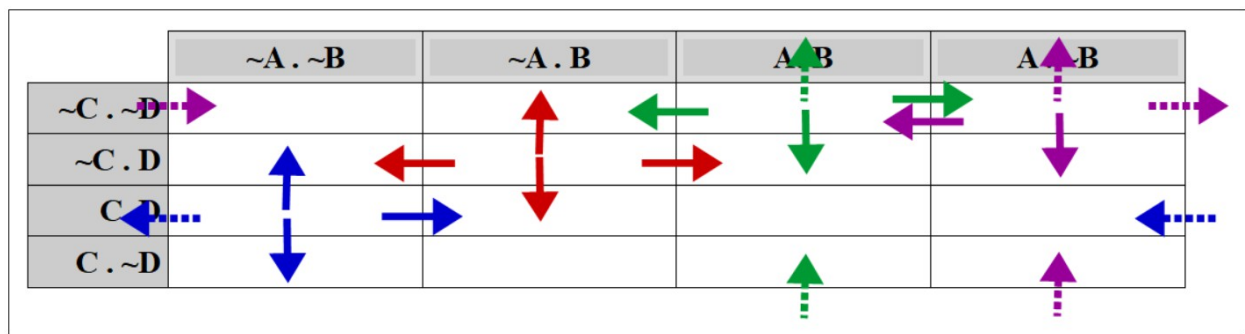 ~A . ~B ~A . B A . B A . ~B
~C . ~D
~C . D
C . D
C . ~D